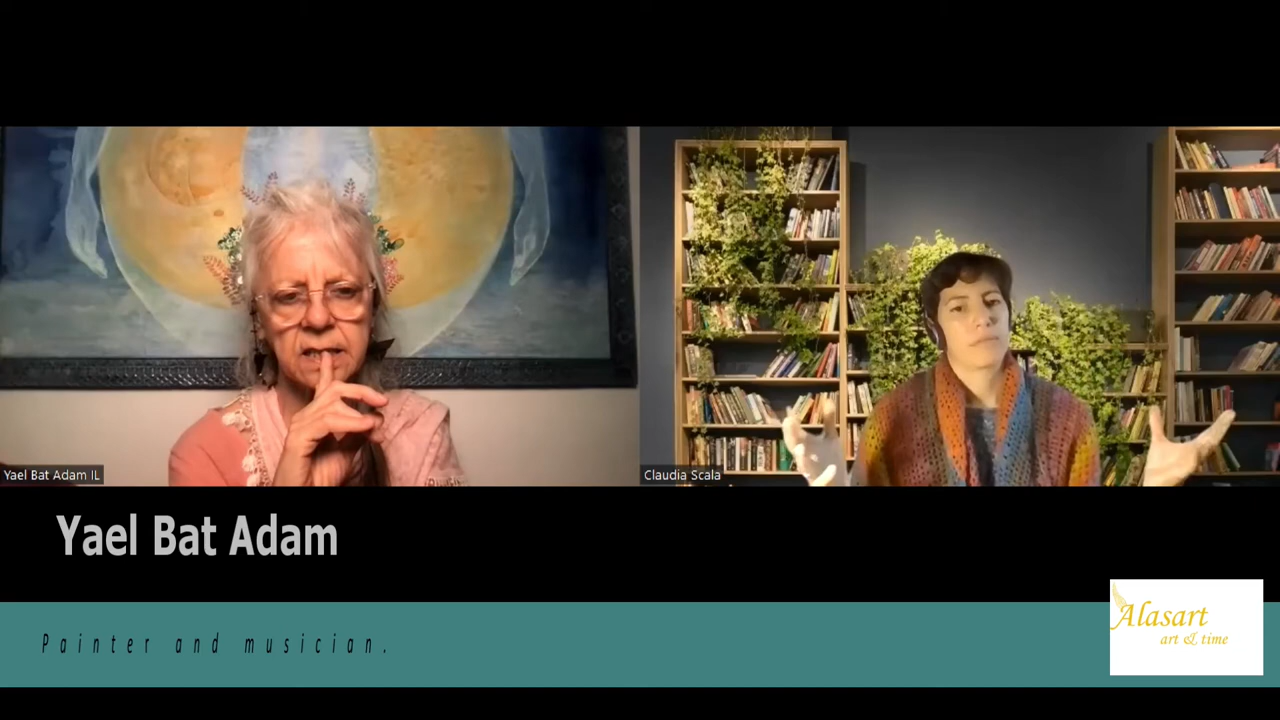 Yael Bat Adam IL
Claudia Scala
Yael Bat Adam
Painter and musician.
Alasart
art & time